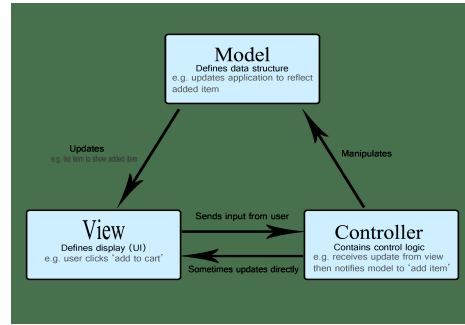 Model
Defines data structure
e.g. updates application to reflect
added item
Updates
e.g. list item to show added item
Manipulates
View
Defines display (UI)
e.g. user clicks 'add to cart'
Sends input from user
Sometimes updates directly
Controller
Contains control logic
e.g. receives update from view
then notifies model to 'add item'